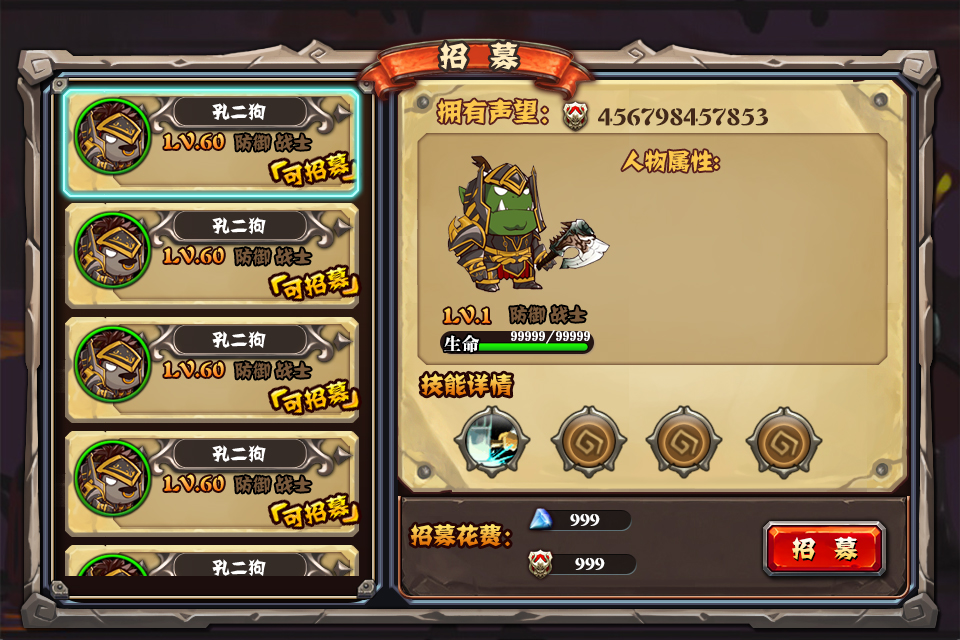 招 募
孔二狗
LV.60 防御 战士
「可招募」
孔二狗
LV.60 防御 战士
「可招募」
孔二狗
LV.60 防御 战士
「可招募」
孔二狗
LV.60 防御 战士
「可招募」
孔二狗
拥有声望： 456798457853
人物属性:
LV.1 防御 战士
生命 99999/99999
技能详情
招募花费：
999
999
招 募